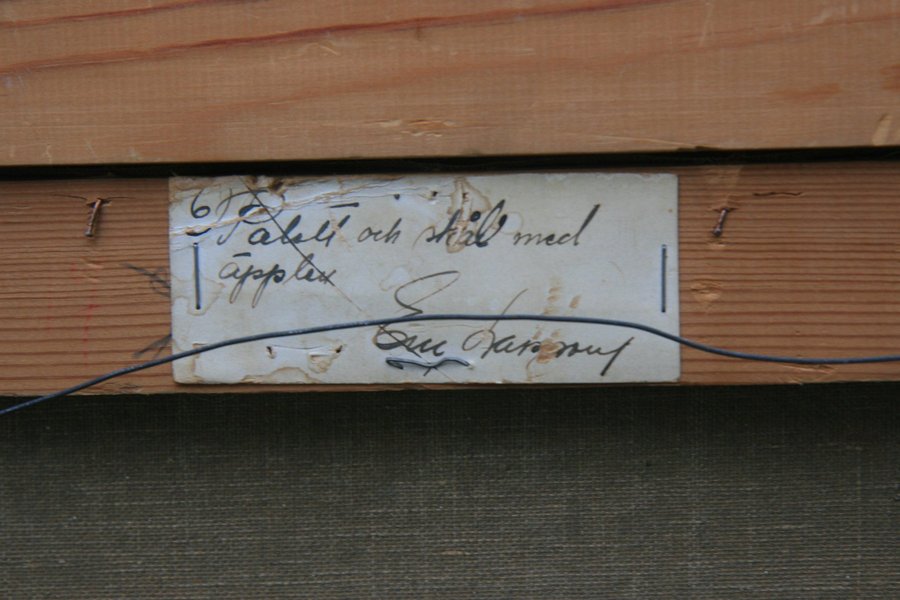 6 Palett och skål med
äpplen